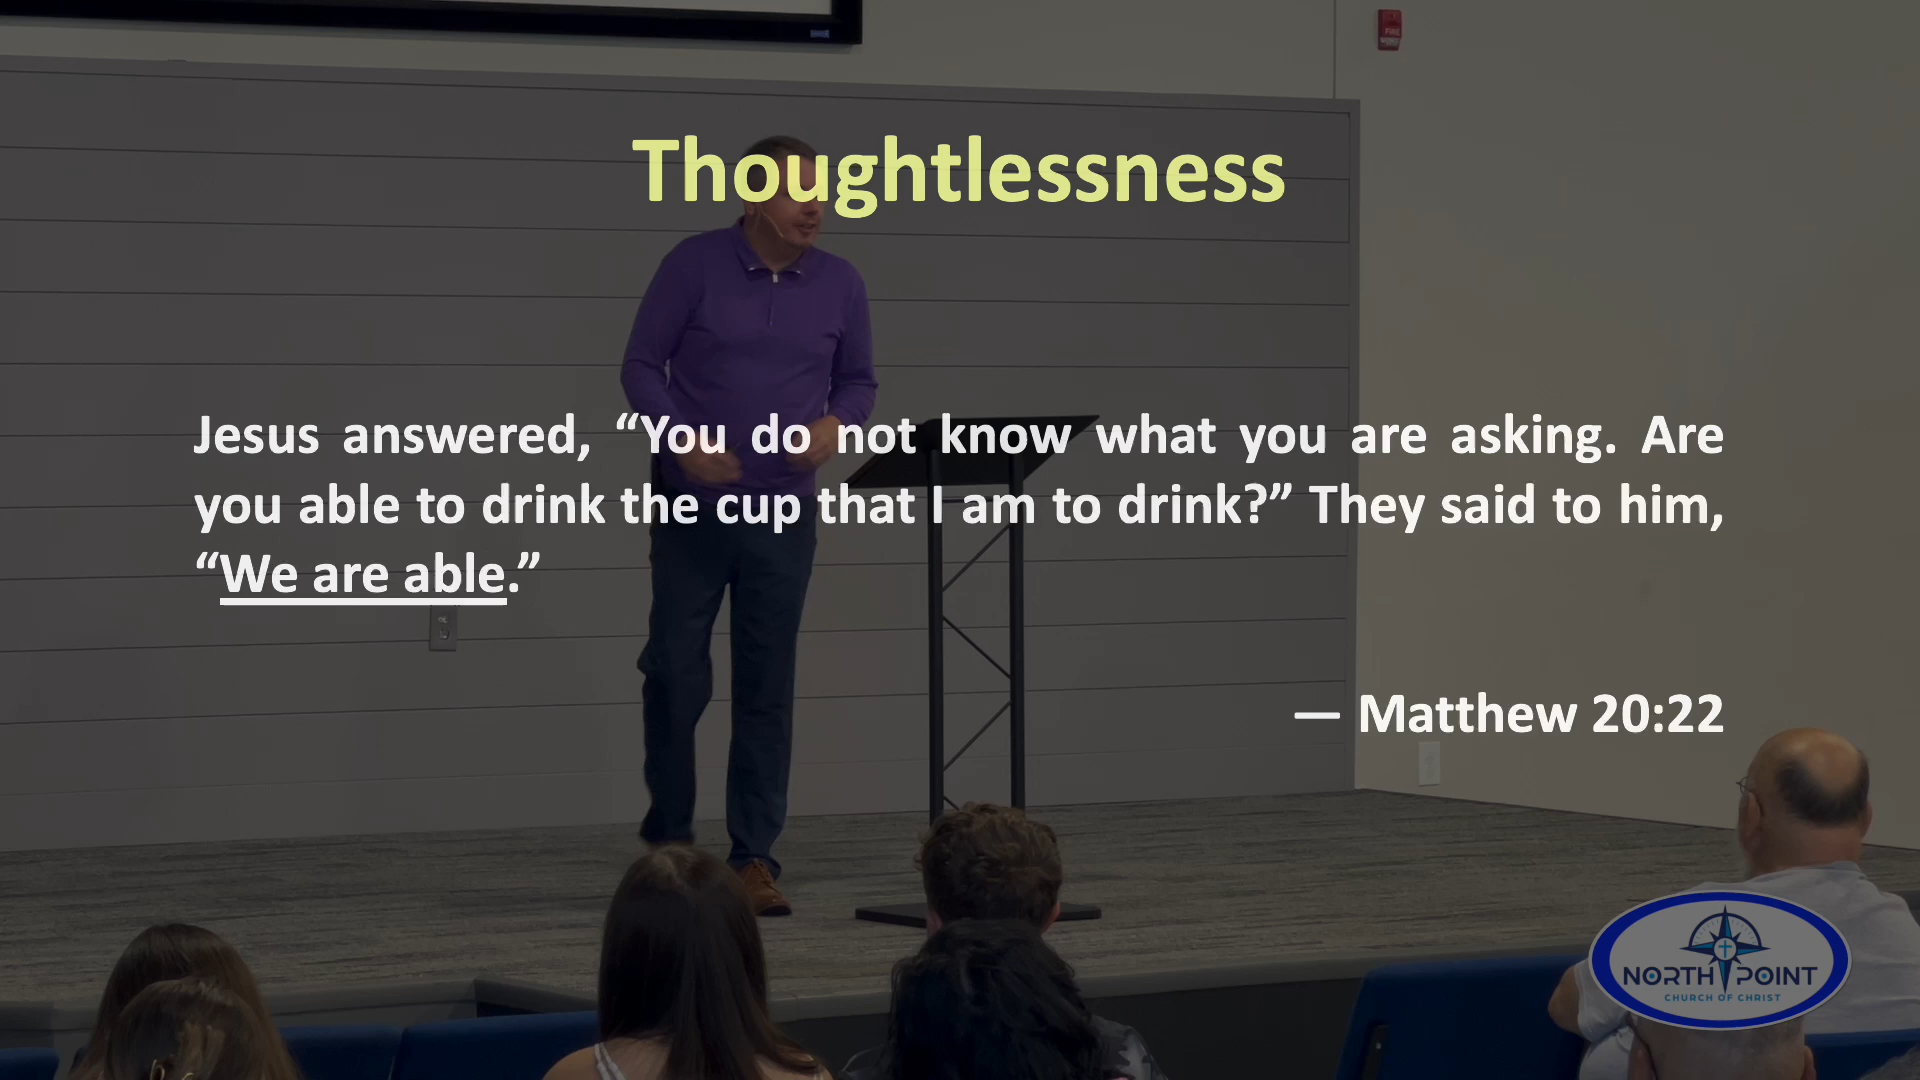 Thoughtlessness
Jesus answered, “You do not know what you are asking. Are
you able to drink the cup that I am to drink?” They said to him,
“We are able.”
— Matthew 20:22
FIRE
NORTH POINT
CHURCH OF CHRIST